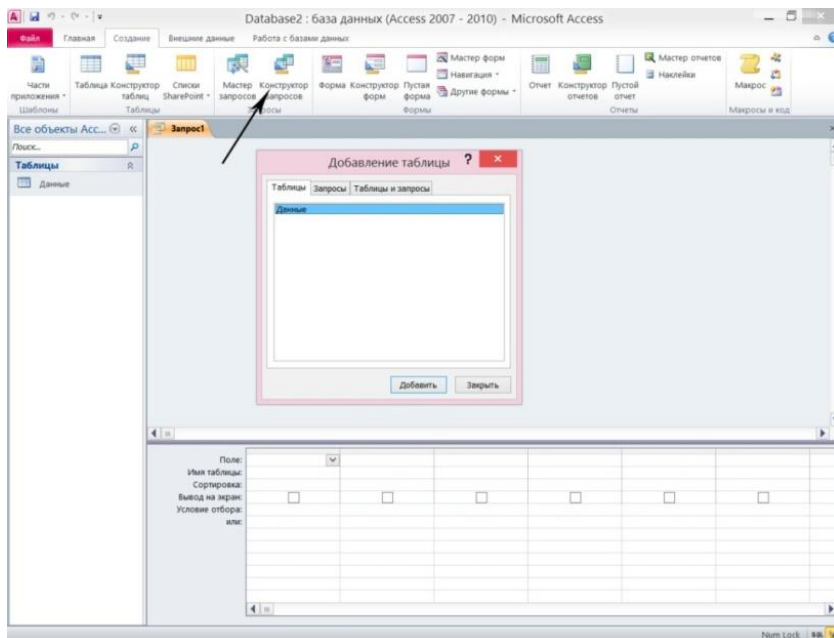 Database2 : база данных (Access 2007 - 2010) - Microsoft Access
Файл Главная Создание Внешние данные Работа с базами данных
Части приложения
Таблица
Конструктор таблиц
Списки SharePoint
Мастер запросов
Конструктор запросов
Форма
Конструктор форм
Пустая форма
Мастер форм
Навигация
Другие формы
Отчет
Конструктор отчетов
Пустой отчет
Мастер отчетов
Наклейки
Макрос
Шаблоны Таблицы Запросы Формы Отчеты Макросы и код
Все объекты Acc...
Запрос1
Поиск...
Таблицы
Данные
Добавление таблицы ?
Таблицы Запросы Таблицы и запросы
Данные
Добавить Закрыть
Поле:
Имя таблицы:
Сортировка:
Вывод на экран:
Условие отбора:
или:
Num Lock